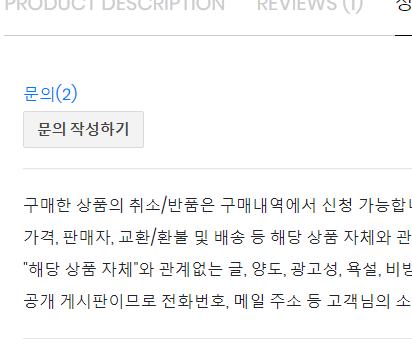 PRODUCT DESCRIPTION REVIEWS (1)
문의(2)
문의 작성하기
구매한 상품의 취소/반품은 구매내역에서 신청 가능합니
가격, 판매자, 교환/환불 및 배송 등 해당 상품 자체와 관
"해당 상품 자체"와 관계없는 글, 양도, 광고성, 욕설, 비방
공개 게시판이므로 전화번호, 메일 주소 등 고객님의 소